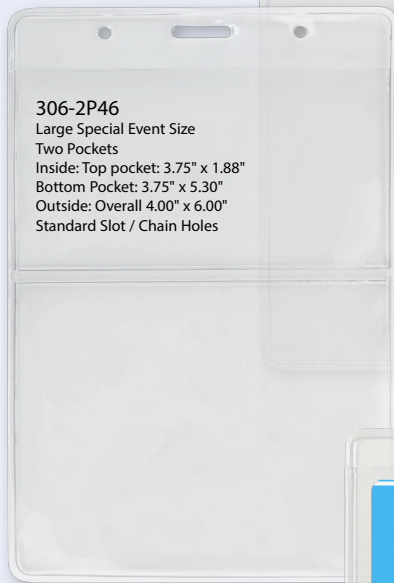 306-2P46
Large Special Event Size
Two Pockets
Inside: Top pocket: 3.75" x 1.88"
Bottom Pocket: 3.75" x 5.30"
Outside: Overall 4.00" x 6.00"
Standard Slot / Chain Holes